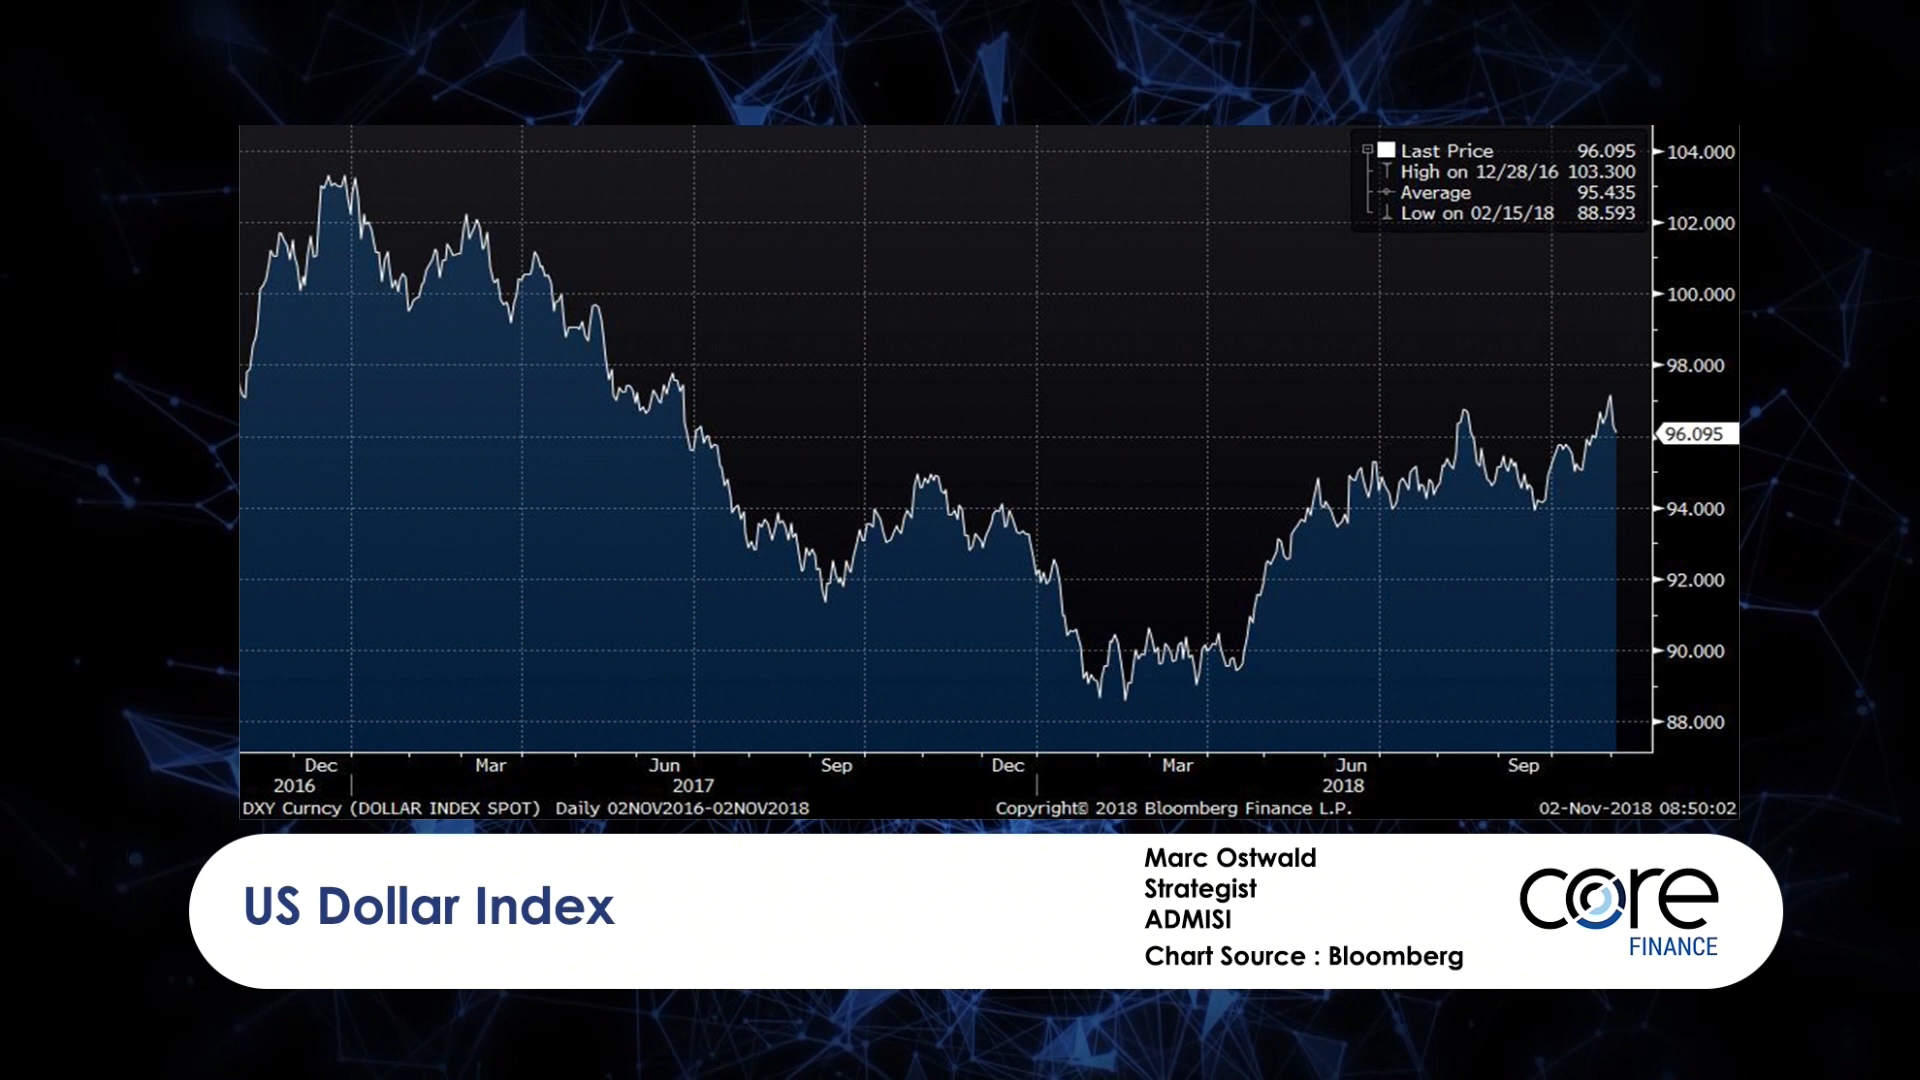 Last Price 96.095
High on 12/28/16 103.300
Average 95.435
Low on 02/15/18 88.593
104.000
102.000
100.000
98.000
96.095
94.000
92.000
90.000
88.000
Dec Mar Jun Sep Dec Mar Jun Sep
2016 2017 2018
DXY Curncy (DOLLAR INDEX SPOT) Daily 02NOV2016-02NOV2018 Copyright© 2018 Bloomberg Finance L.P. 02-Nov-2018 08:50:02
US Dollar Index
Marc Ostwald
Strategist
ADMISI
Chart Source : Bloomberg
core
FINANCE